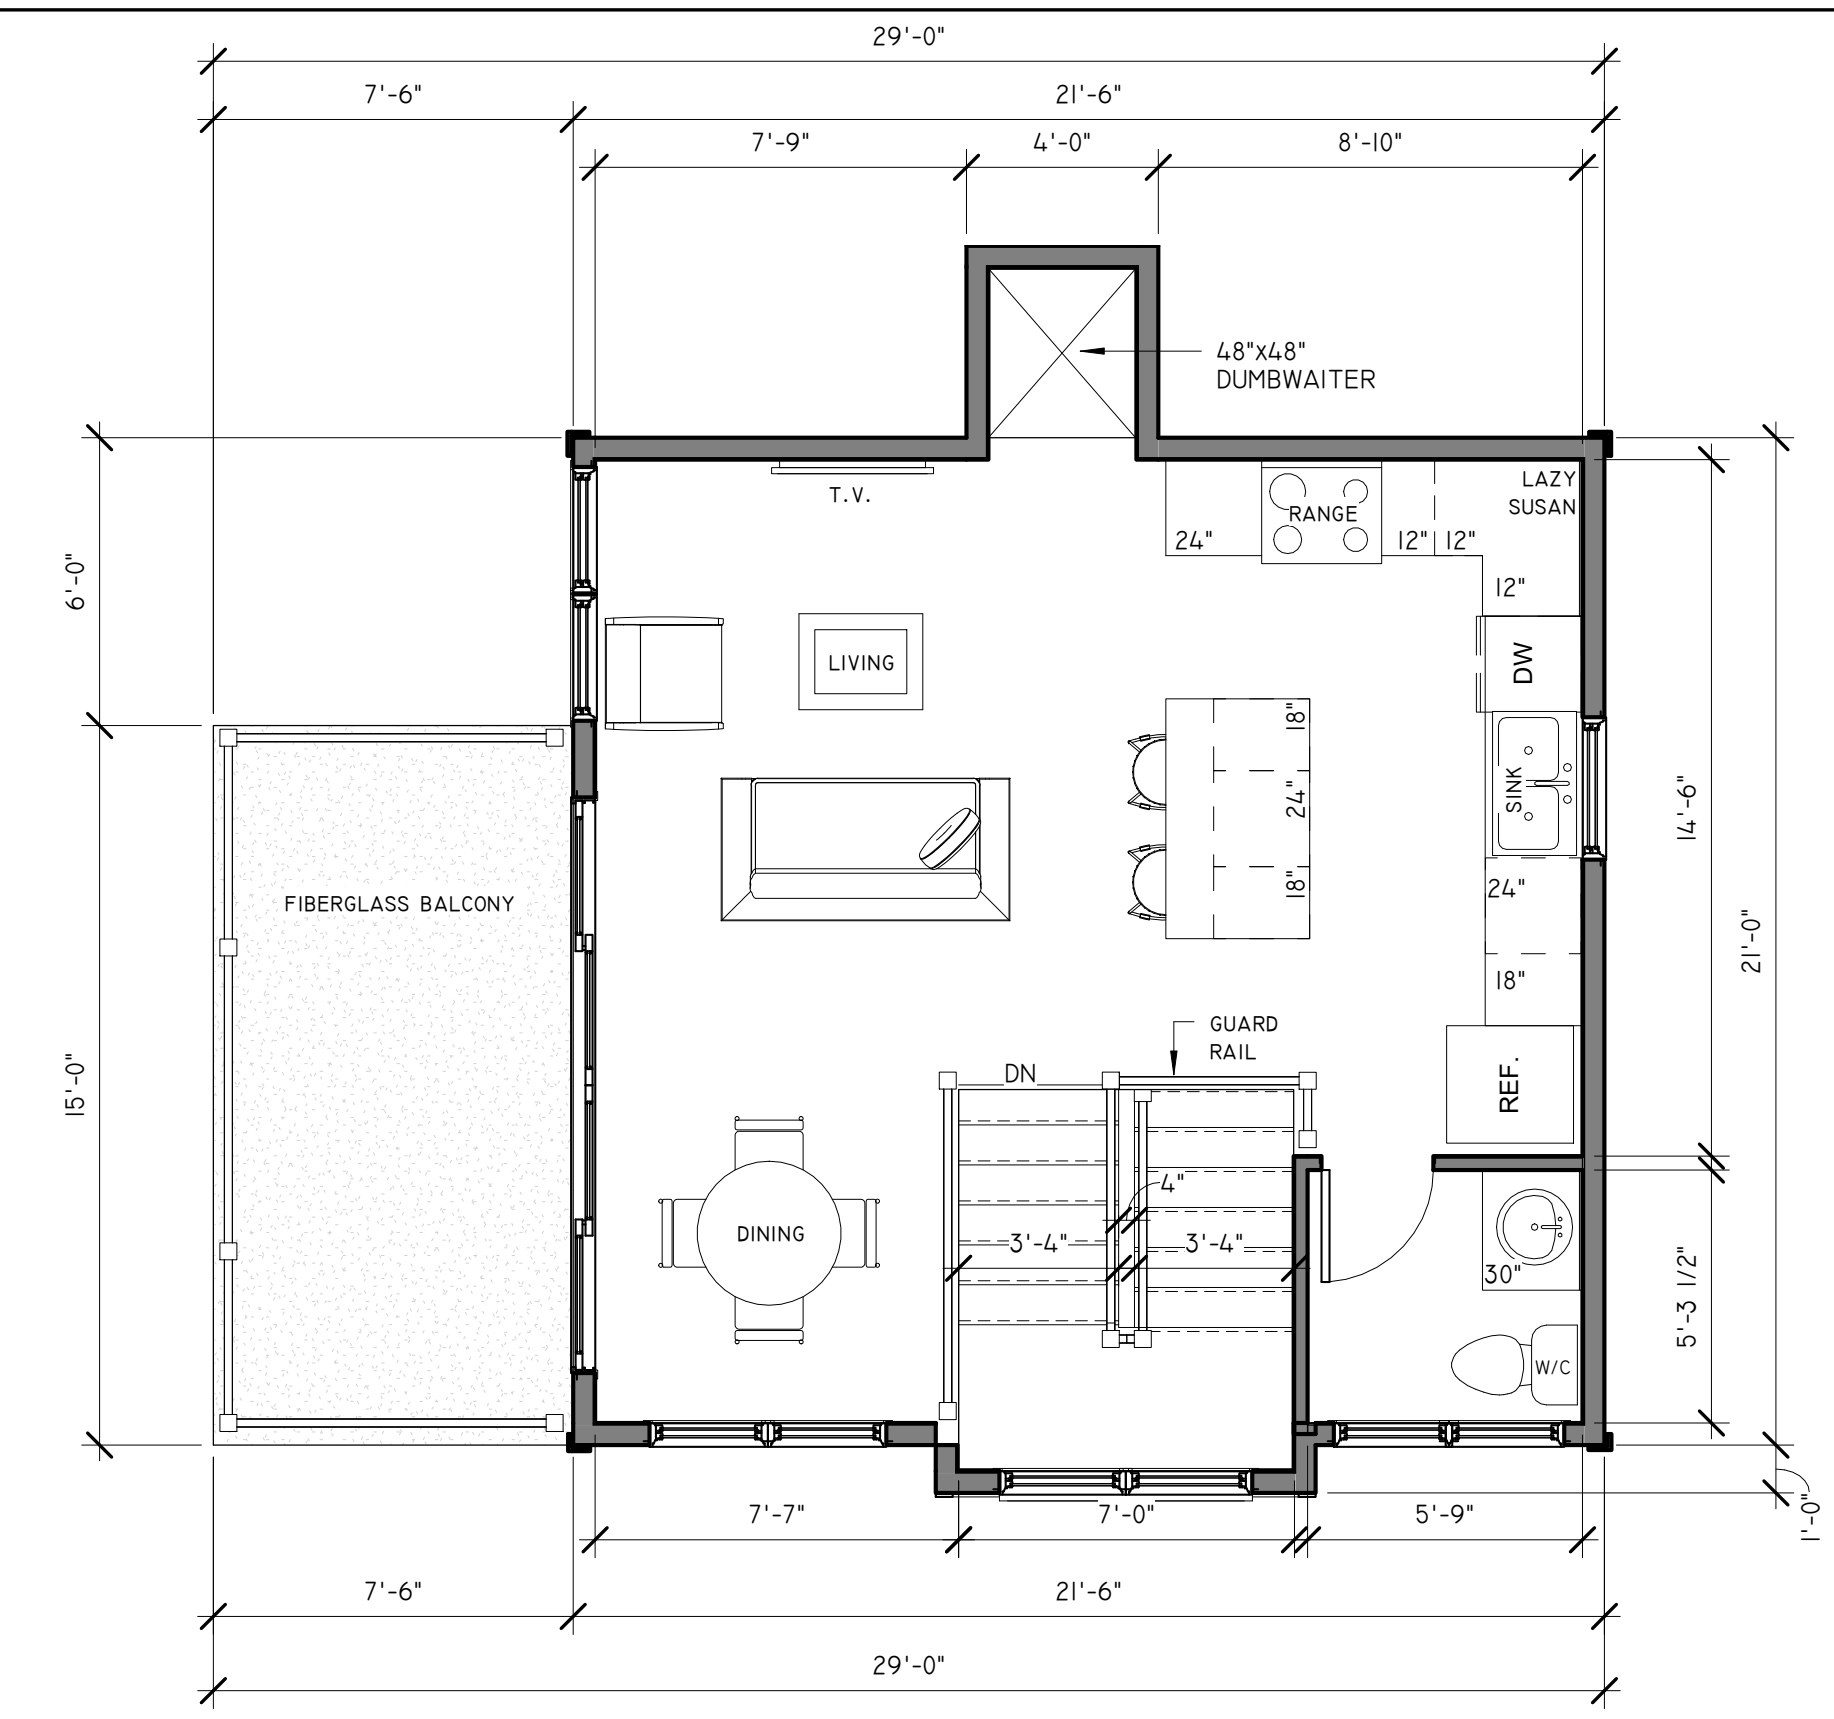 29'-0"
7'-6"
21'-6"
7'-9"
4'-0"
8'-10"
48"x48"
DUMBWAITER
T.V.
LAZY
SUSAN
RANGE
24"
12"
12"
12"
6'-0"
LIVING
DW
18"
SINK
24"
14'-6"
18"
24"
FIBERGLASS BALCONY
21'-0"
18"
GUARD
RAIL
DN
REF.
15'-0"
4"
DINING
3'-4"
3'-4"
30"
5'-3 1/2"
W/C
7'-7"
7'-0"
5'-9"
1'-0"
7'-6"
21'-6"
29'-0"